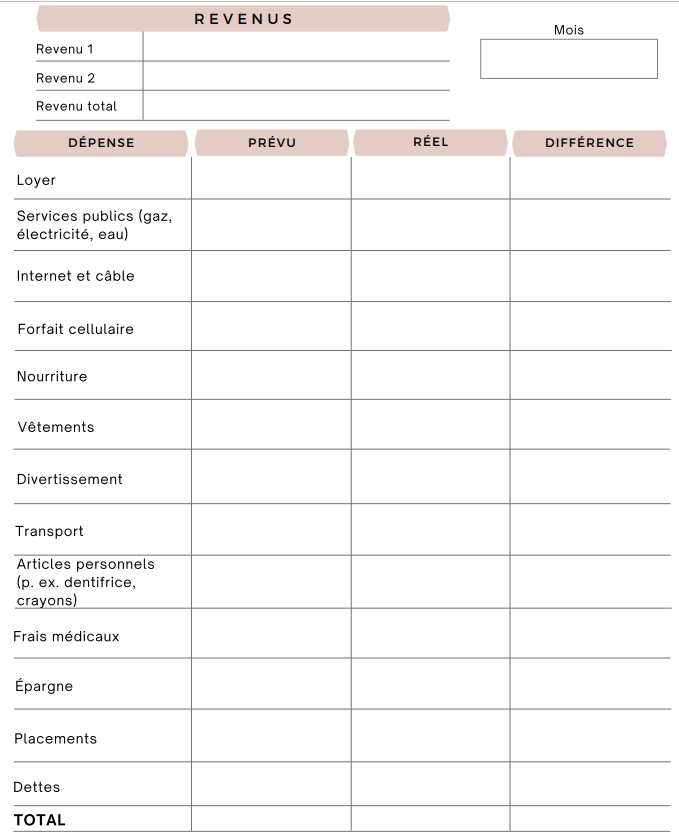 REVENUS
Mois
Revenu 1
Revenu 2
Revenu total
DÉPENSE PRÉVU RÉEL DIFFÉRENCE
Loyer
Services publics (gaz,
électricité, eau)
Internet et câble
Forfait cellulaire
Nourriture
Vêtements
Divertissement
Transport
Articles personnels
(p. ex. dentifrice,
crayons)
Frais médicaux
Épargne
Placements
Dettes
TOTAL